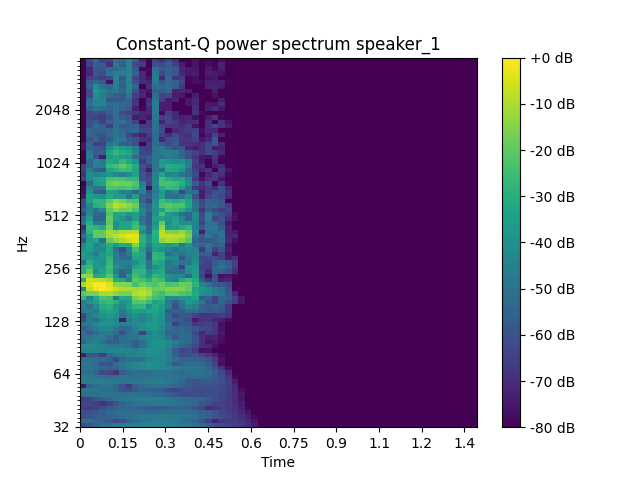 Constant-Q power spectrum speaker_1
Hz
2048
1024
512
256
128
64
32
0 0.15 0.3 0.45 0.6 0.75 0.9 1.1 1.2 1.4
Time
+0 dB
-10 dB
-20 dB
-30 dB
-40 dB
-50 dB
-60 dB
-70 dB
-80 dB